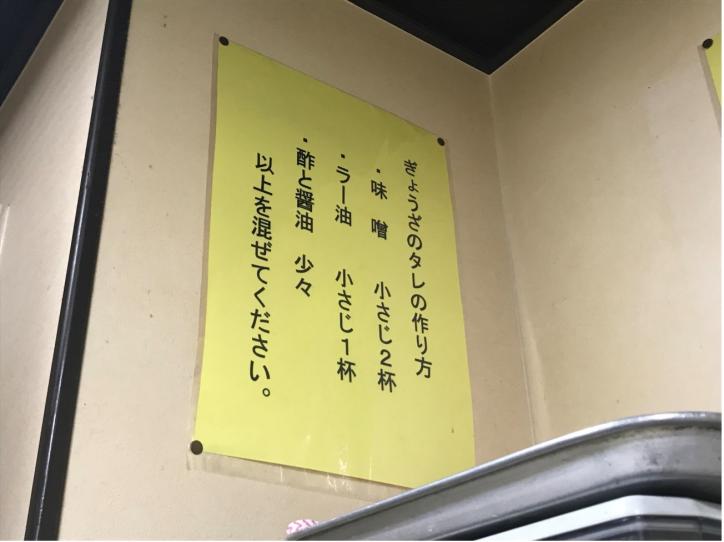 ぎょうざのタレの作り方
・味　噌　　小さじ２杯
・ラー油　　小さじ１杯
・酢と醤油　少々
以上を混ぜてください。